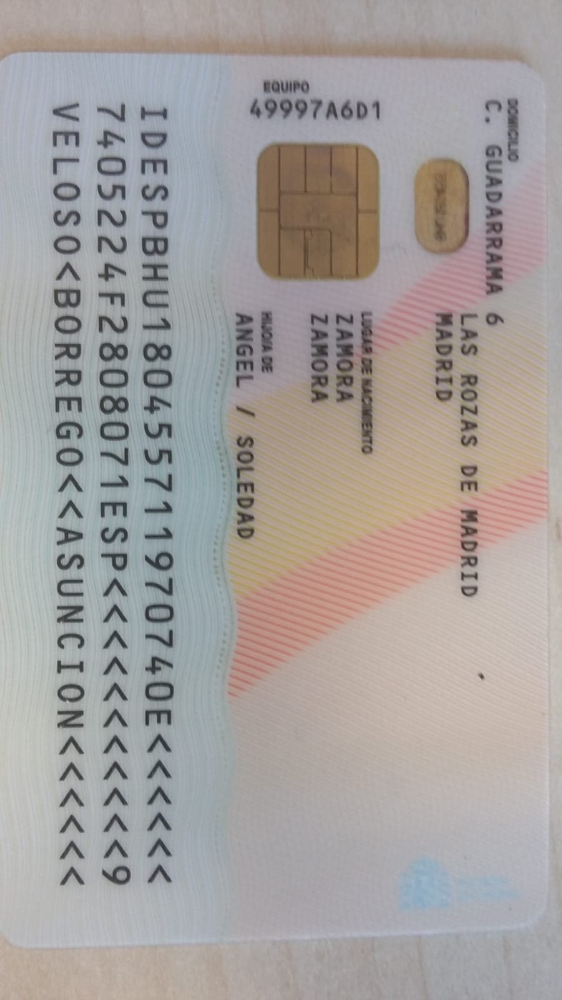 DOMICILIO
C. GUADARRAMA 6
LAS ROZAS DE MADRID
MADRID
LUGAR DE NACIMIENTO
ZAMORA
ZAMORA
HIJO/A DE
ANGEL / SOLEDAD
EQUIPO
49997A6D1
IDESPBHU180455711970740E<<<<<<
7405224F2808071ESP<<<<<<<<<<<9
VELOSO<BORREGO<<ASUNCION<<<<<<